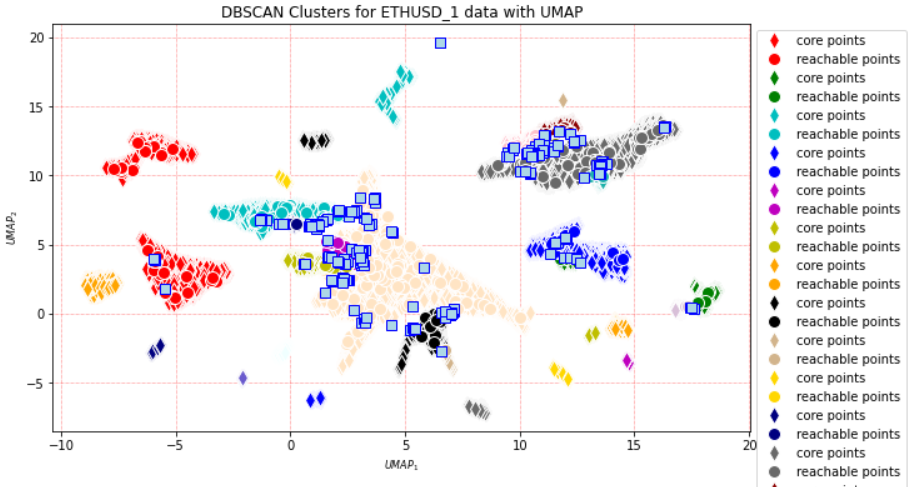 DBSCAN Clusters for ETHUSD_1 data with UMAP
20
15
10
5
0
−5
UMAP₂
−10
−5
0
5
10
15
20
UMAP₁
core points
reachable points
core points
reachable points
core points
reachable points
core points
reachable points
core points
reachable points
core points
reachable points
core points
reachable points
core points
reachable points
core points
reachable points
core points
reachable points
core points
reachable points
core points
reachable points